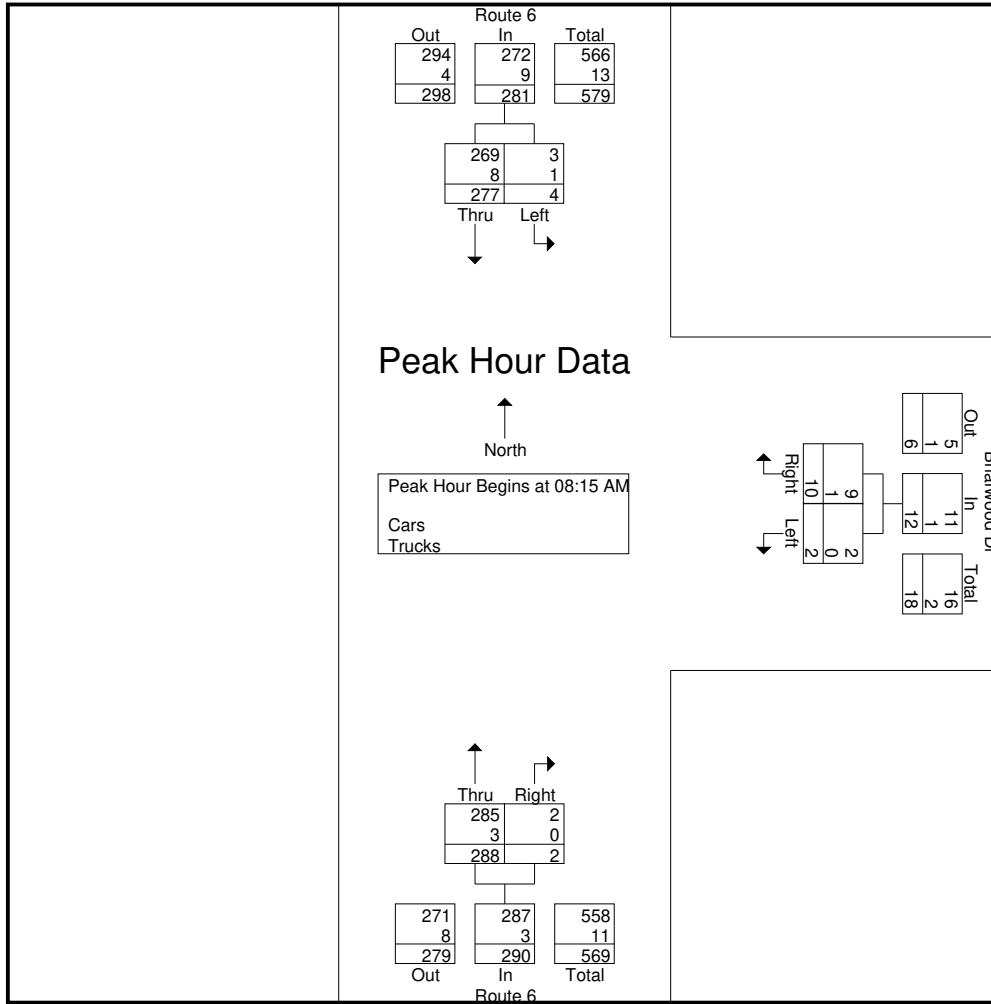 Route 6
Out In Total
294 272 566
4 9 13
298 281 579
269 3
8 1
277 4
Thru Left
Peak Hour Data
North
Peak Hour Begins at 08:15 AM
Cars
Trucks
Out In Total
5 11 16
1 1 2
6 12 18
9 2
1 0
10 2
Right Left
Thru Right
285 2
3 0
288 2
271 287 558
8 3 11
279 290 569
Out In Total
Route 6